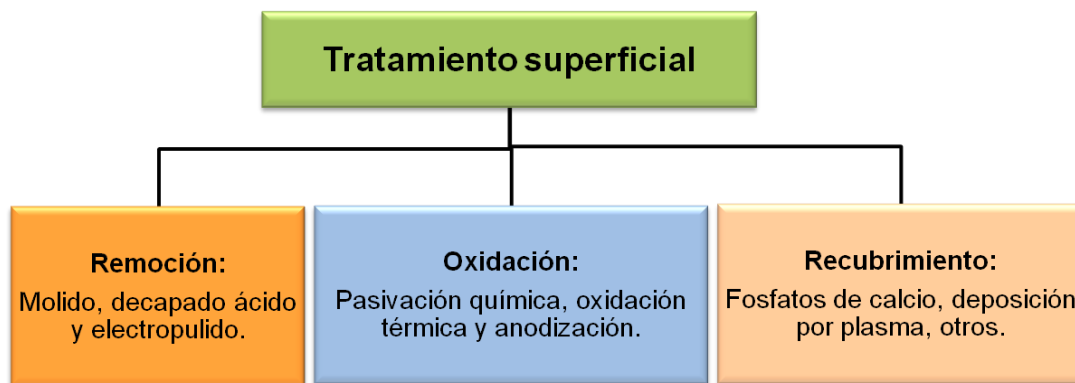 Tratamiento superficial
Remoción:
Molido, decapado ácido
y electropulido.
Oxidación:
Pasivación química, oxidación
térmica y anodización.
Recubrimiento:
Fosfatos de calcio, deposición
por plasma, otros.